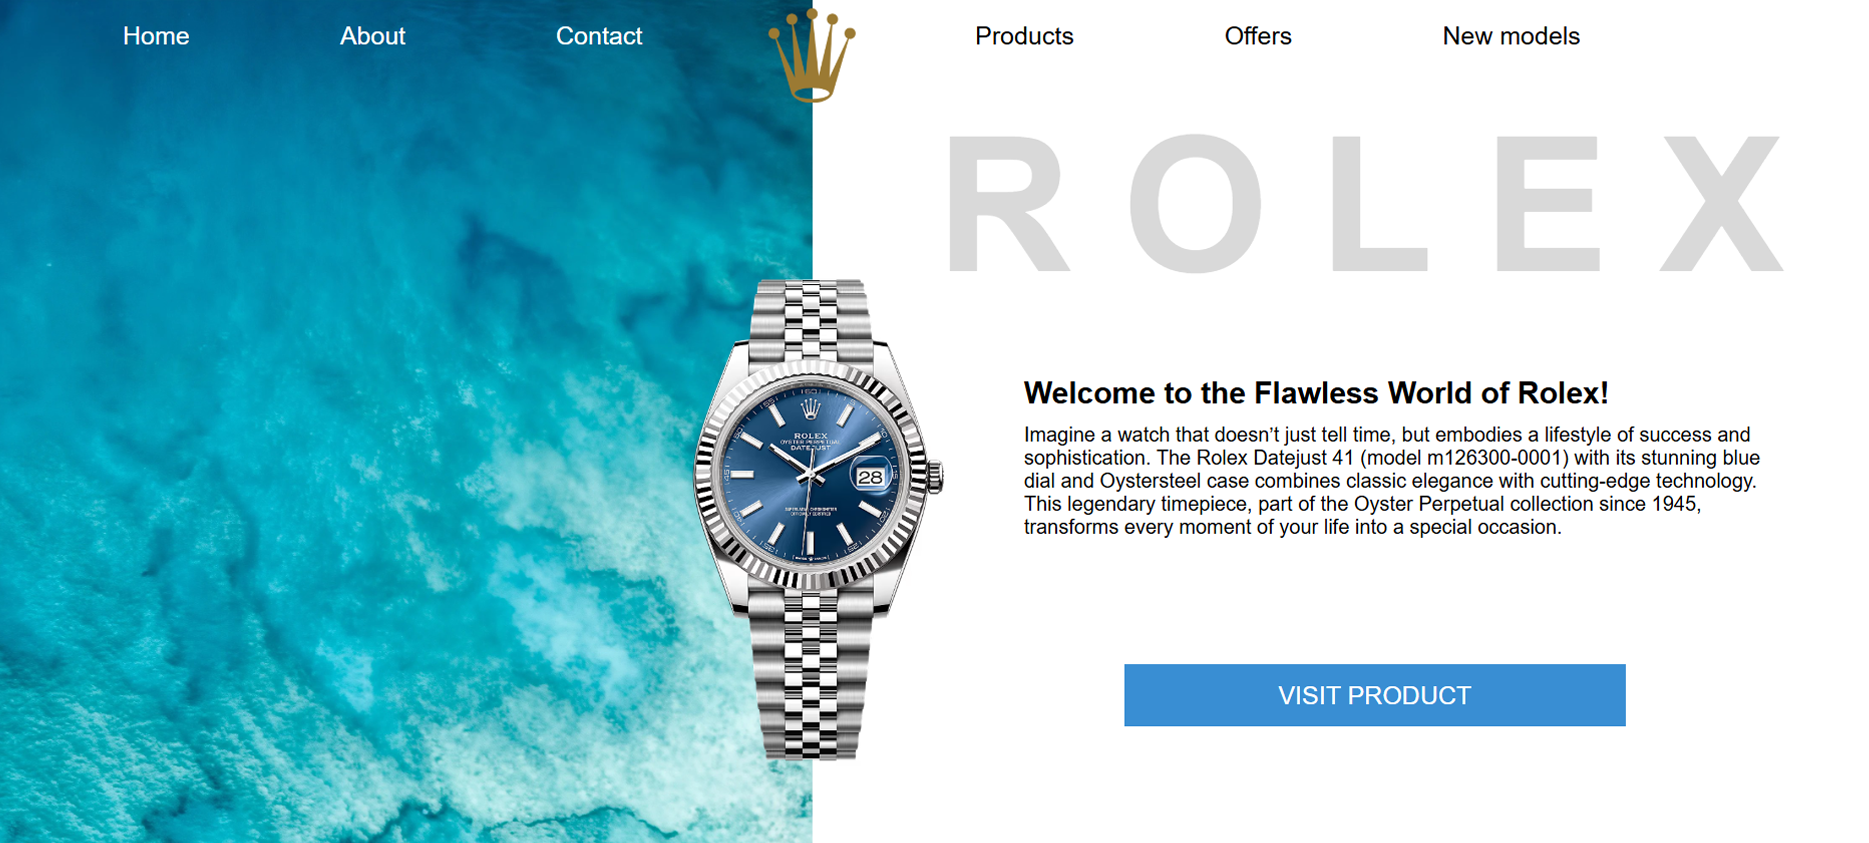 Home About Contact Products Offers New models
ROLEX
Welcome to the Flawless World of Rolex!
Imagine a watch that doesn’t just tell time, but embodies a lifestyle of success and
sophistication. The Rolex Datejust 41 (model m126300-0001) with its stunning blue
dial and Oystersteel case combines classic elegance with cutting-edge technology.
This legendary timepiece, part of the Oyster Perpetual collection since 1945,
transforms every moment of your life into a special occasion.
ROLEX
OYSTER PERPETUAL
DATEJUST
28
VISIT PRODUCT